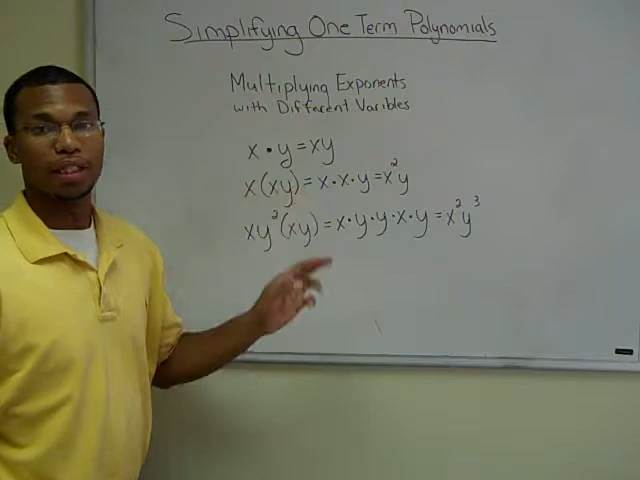 Simplifying One Term Polynomials
Multiplying Exponents
with Different Varibles
x • y = xy
x(xy) = x • x • y = x²y
xy²(xy) = x • y • y • x • y = x²y³